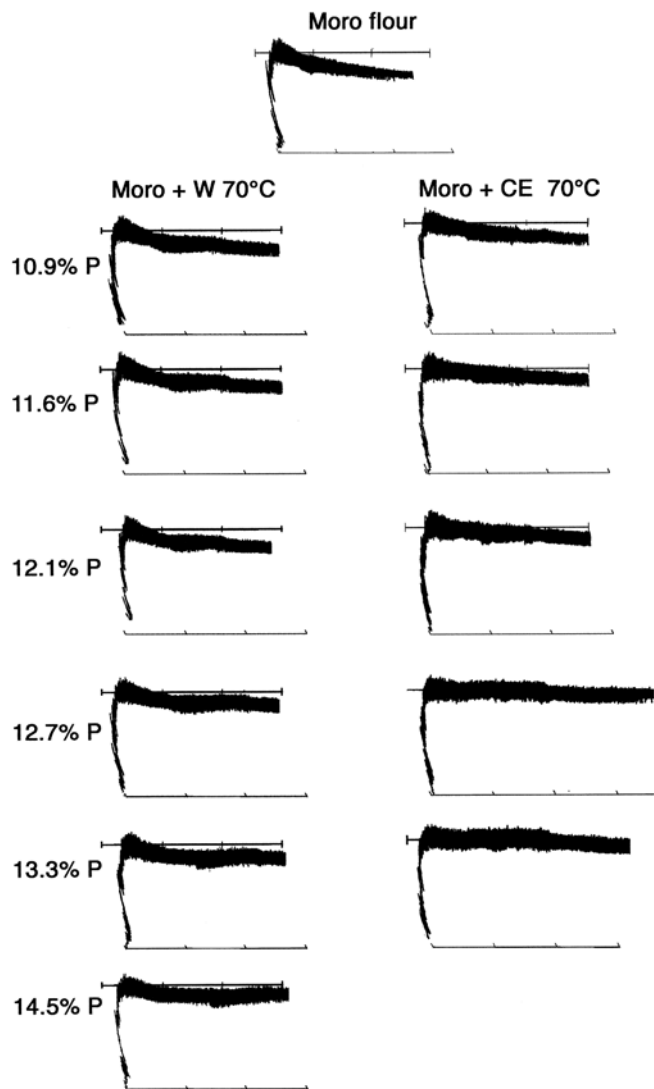 Moro flour
Moro + W 70°C
Moro + CE 70°C
10.9% P
11.6% P
12.1% P
12.7% P
13.3% P
14.5% P